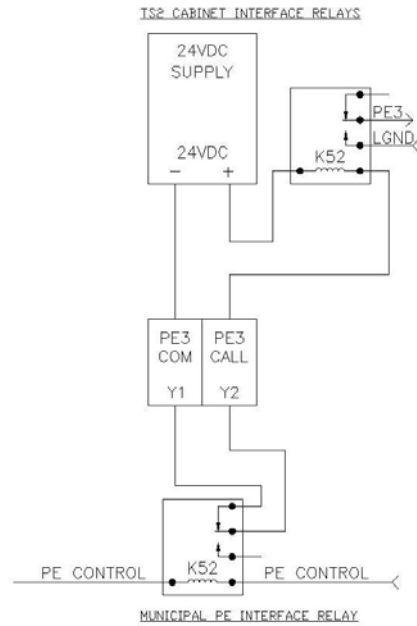 TS2 CABINET INTERFACE RELAYS
24VDC
SUPPLY
24VDC
- +
PE3
LGND
K52
PE3
COM
Y1
PE3
CALL
Y2
K52
PE CONTROL
PE CONTROL
MUNICIPAL PE INTERFACE RELAY